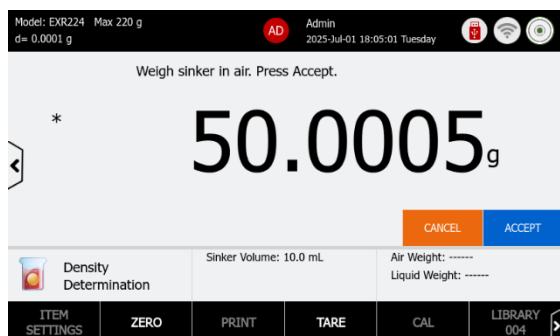 Model: EXR224 Max 220 g
d= 0.0001 g
AD
Admin
2025-Jul-01 18:05:01 Tuesday
Weigh sinker in air. Press Accept.
*
50.0005 g
CANCEL
ACCEPT
Density
Determination
Sinker Volume: 10.0 mL
Air Weight: ------
Liquid Weight: ------
ITEM
SETTINGS
ZERO
PRINT
TARE
CAL
LIBRARY
004